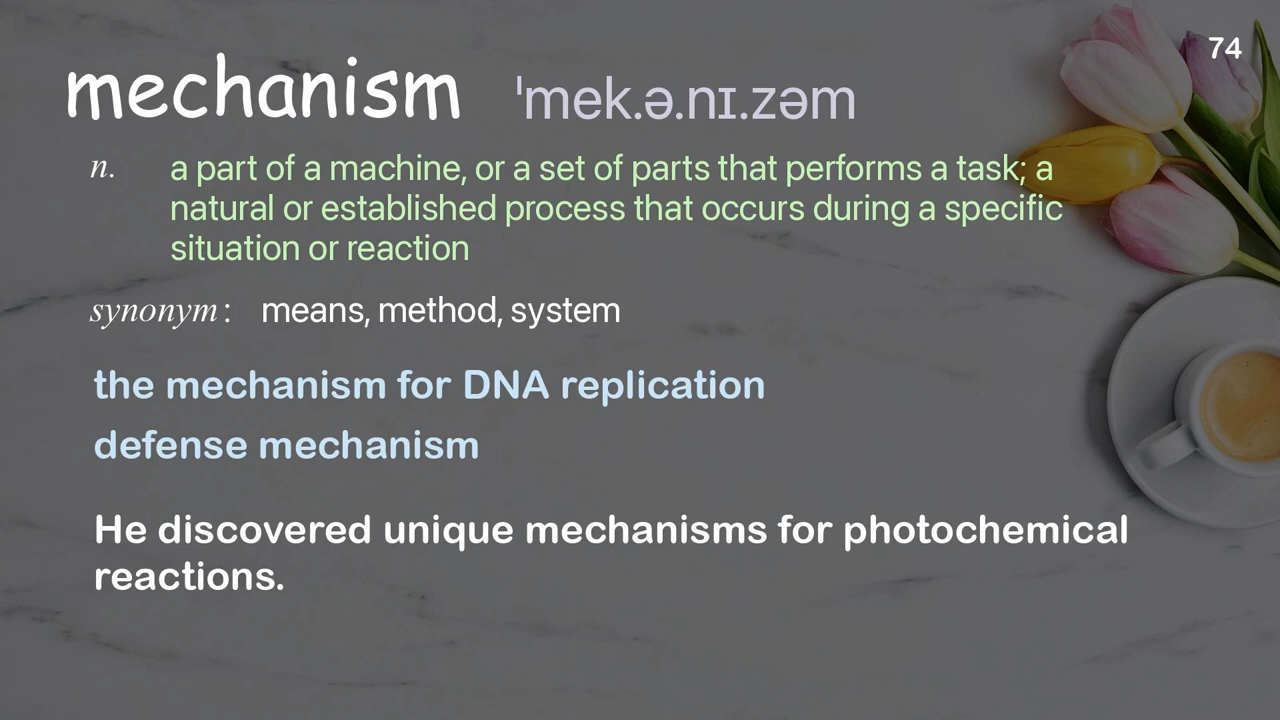 74
mechanism ˈmek.ə.nɪ.zəm
n. a part of a machine, or a set of parts that performs a task; a
natural or established process that occurs during a specific
situation or reaction
synonym: means, method, system
the mechanism for DNA replication
defense mechanism
He discovered unique mechanisms for photochemical
reactions.